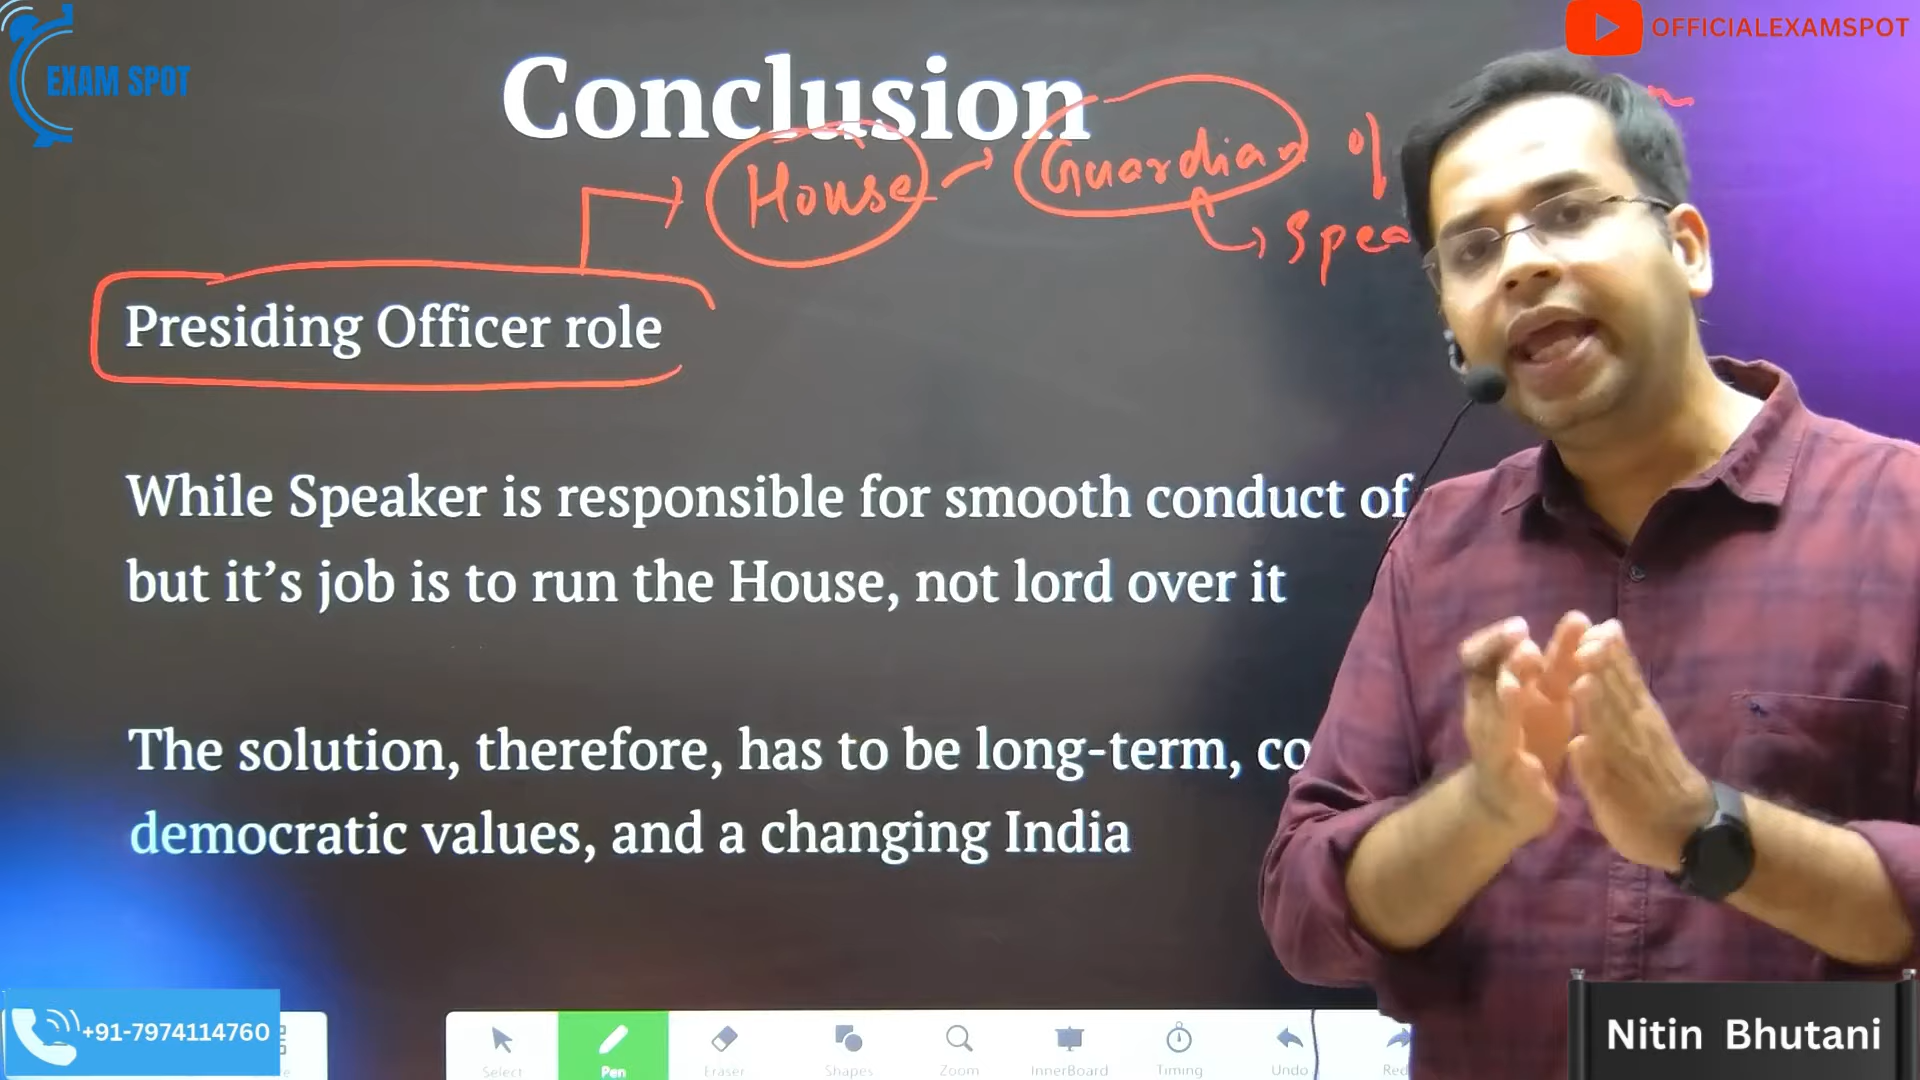 EXAM SPOT
OFFICIALEXAMSPOT
Conclusion
House
Guardian of
Presiding Officer role
While Speaker is responsible for smooth conduct of
but it's job is to run the House, not lord over it
The solution, therefore, has to be long-term,
democratic values, and a changing India
+91-7974114760
Select Pen Eraser Shapes Zoom InnerBoard Timing Undo
Nitin Bhutani